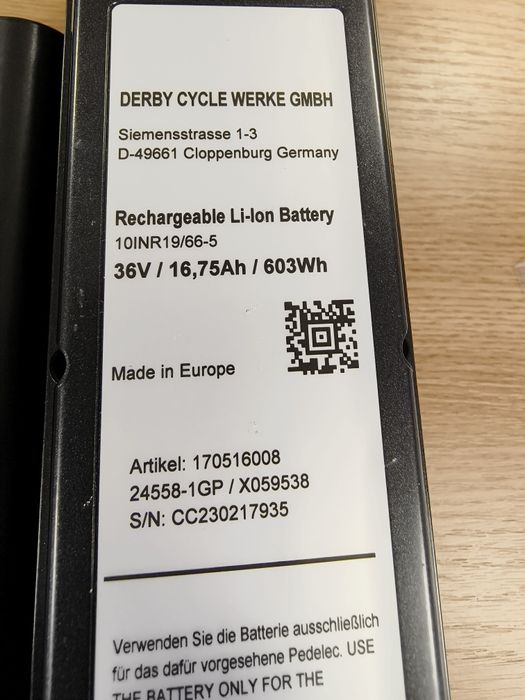 DERBY CYCLE WERKE GMBH
Siemensstrasse 1-3
D-49661 Cloppenburg Germany
Rechargeable Li-Ion Battery
10INR19/66-5
36V / 16,75Ah / 603Wh
Made in Europe
Artikel: 170516008
24558-1GP / X059538
S/N: CC230217935
Verwenden Sie die Batterie ausschließlich
für das dafür vorgesehene Pedelec. USE
THE BATTERY ONLY FOR THE